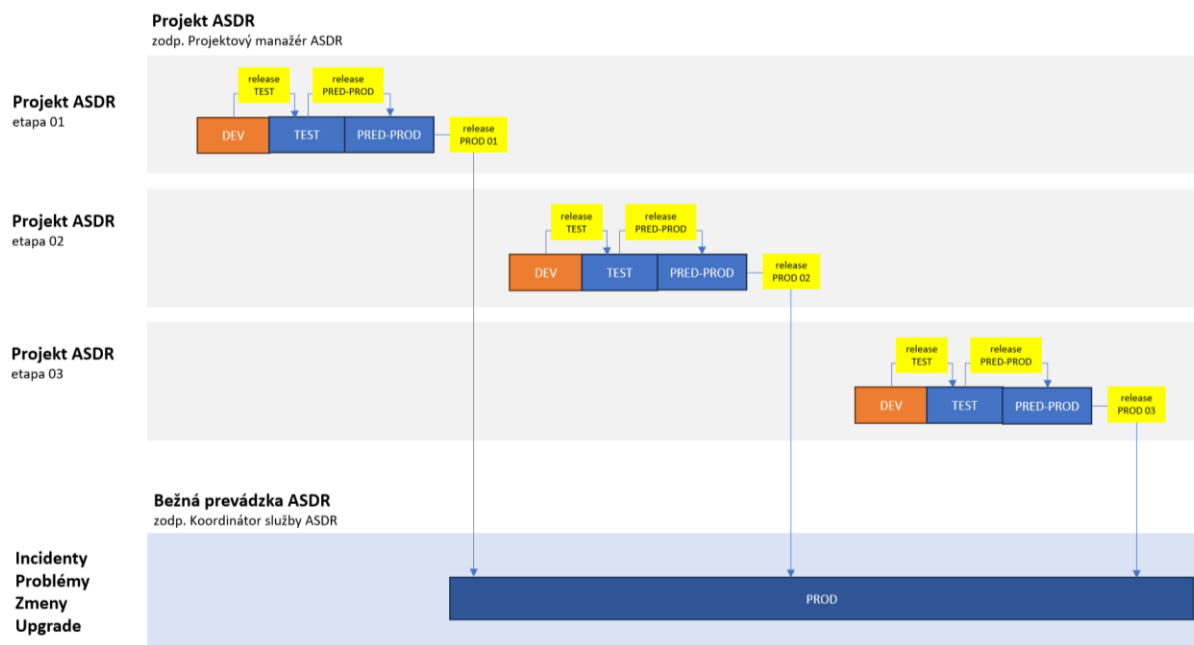 Projekt ASDR
zodp. Projektový manažér ASDR
Projekt ASDR
etapa 01
release
TEST
release
PRED-PROD
DEV
TEST
PRED-PROD
release
PROD 01
Projekt ASDR
etapa 02
release
TEST
release
PRED-PROD
DEV
TEST
PRED-PROD
release
PROD 02
Projekt ASDR
etapa 03
release
TEST
release
PRED-PROD
DEV
TEST
PRED-PROD
release
PROD 03
Bežná prevádzka ASDR
zodp. Koordinátor služby ASDR
Incidenty
Problémy
Zmeny
Upgrade
PROD